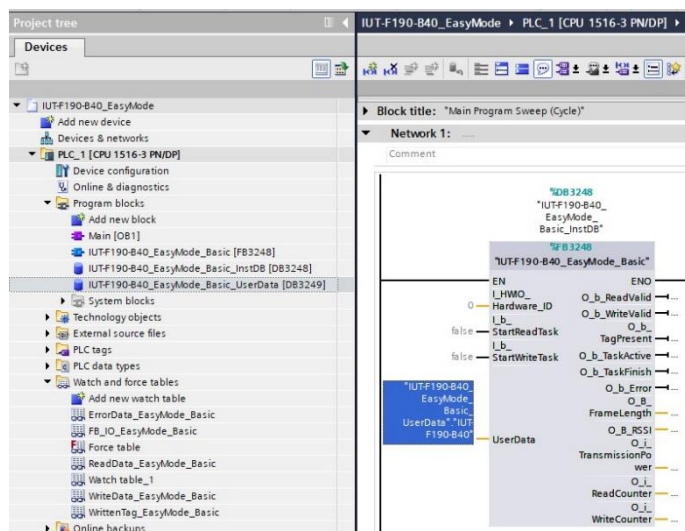 Project tree
Devices
IUT-F190-B40_EasyMode
Add new device
Devices & networks
PLC_1 [CPU 1516-3 PN/DP]
Device configuration
Online & diagnostics
Program blocks
Add new block
Main [OB1]
IUT-F190-B40_EasyMode_Basic [FB3248]
IUT-F190-B40_EasyMode_Basic_InstDB [DB3248]
IUT-F190-B40_EasyMode_Basic_UserData [DB3249]
System blocks
Technology objects
External source files
PLC tags
PLC data types
Watch and force tables
Add new watch table
ErrorData_EasyMode_Basic
FB_IO_EasyMode_Basic
Force table
ReadData_EasyMode_Basic
Watch table_1
WriteData_EasyMode_Basic
WrittenTag_EasyMode_Basic
Online backups
IUT-F190-B40_EasyMode ▸ PLC_1 [CPU 1516-3 PN/DP] ▸
Block title: "Main Program Sweep (Cycle)"
Network 1: .....
Comment
%DB3248
"IUT-F190-B40_
EasyMode_
Basic_InstDB"
%FB3248
"IUT-F190-B40_EasyMode_Basic"
EN
ENO
0
I_HWIO_
Hardware_ID
false
I_b_
StartReadTask
false
I_b_
StartWriteTask
"IUT-F190-B40_
EasyMode_
Basic_
UserData"."IUT-
F190-B40"
UserData
O_b_ReadValid ...
O_b_WriteValid ...
O_b_
TagPresent ...
O_b_TaskActive ...
O_b_TaskFinish ...
O_b_Error ...
O_B_
FrameLength ...
O_B_RSSI ...
O_i_
TransmissionPo
wer ...
O_i_
ReadCounter ...
O_i_
WriteCounter ...